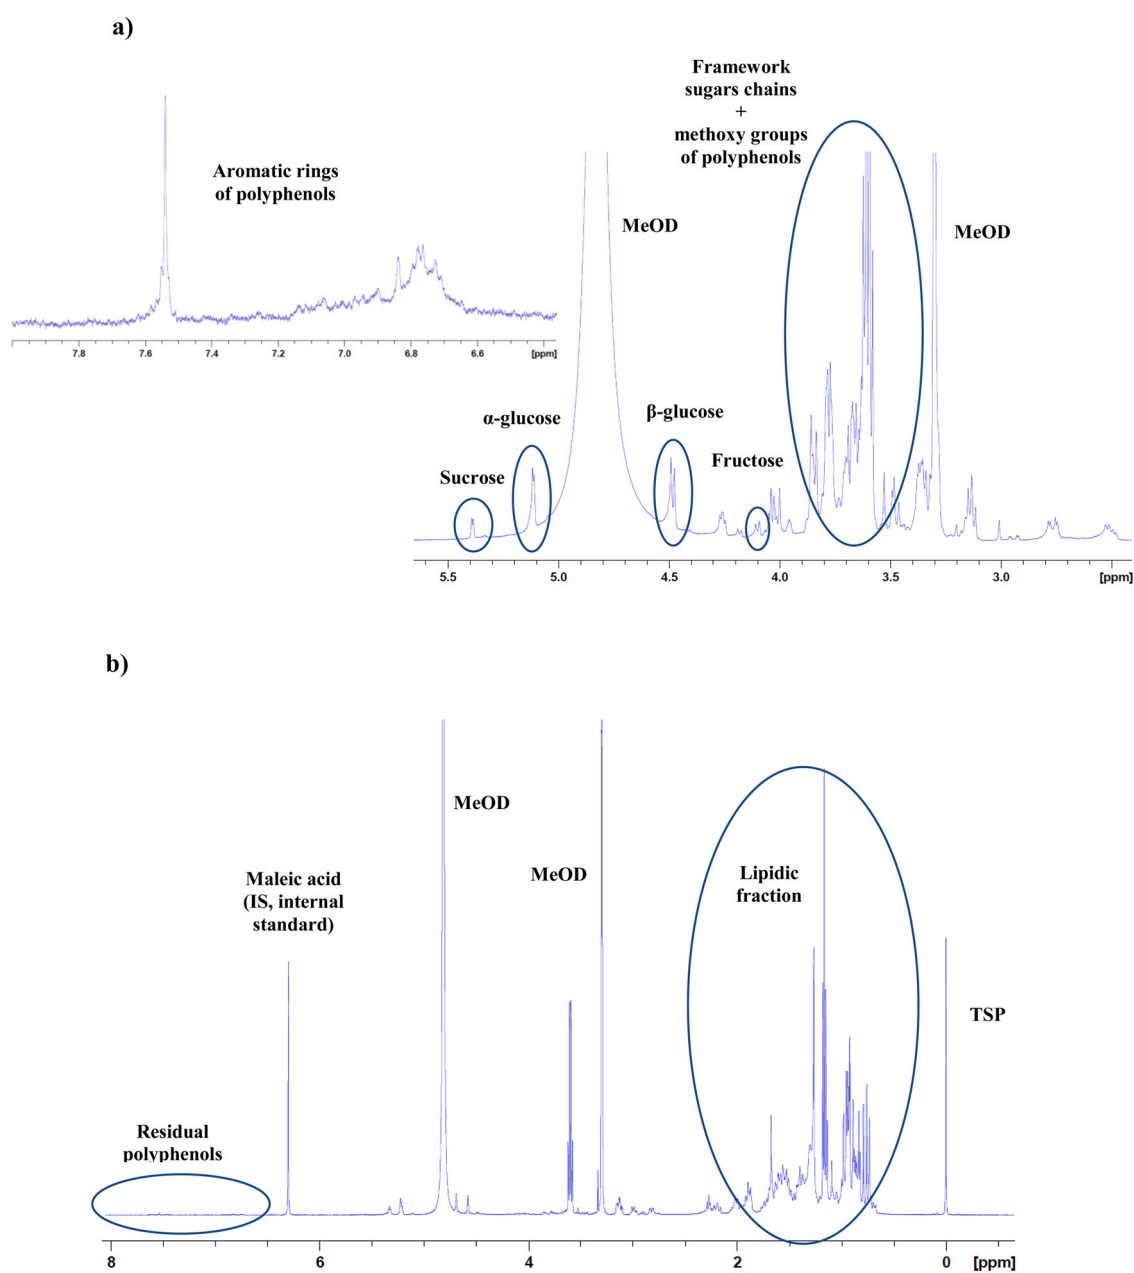 a)
Framework
sugars chains
+
methoxy groups
of polyphenols
Aromatic rings
of polyphenols
MeOD
MeOD
7.8 7.6 7.4 7.2 7.0 6.8 6.6 [ppm]
α-glucose
β-glucose
Sucrose
Fructose
5.5 5.0 4.5 4.0 3.5 3.0 [ppm]
b)
MeOD
MeOD
Maleic acid
(IS, internal
standard)
Lipidic
fraction
TSP
Residual
polyphenols
8 6 4 2 0 [ppm]